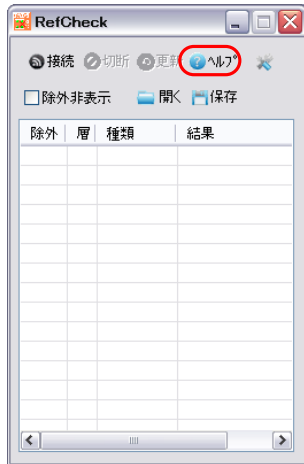 RefCheck
接続 切断 更新 ﾍﾙﾌﾟ
除外非表示 開く 保存
除外 層 種類 結果